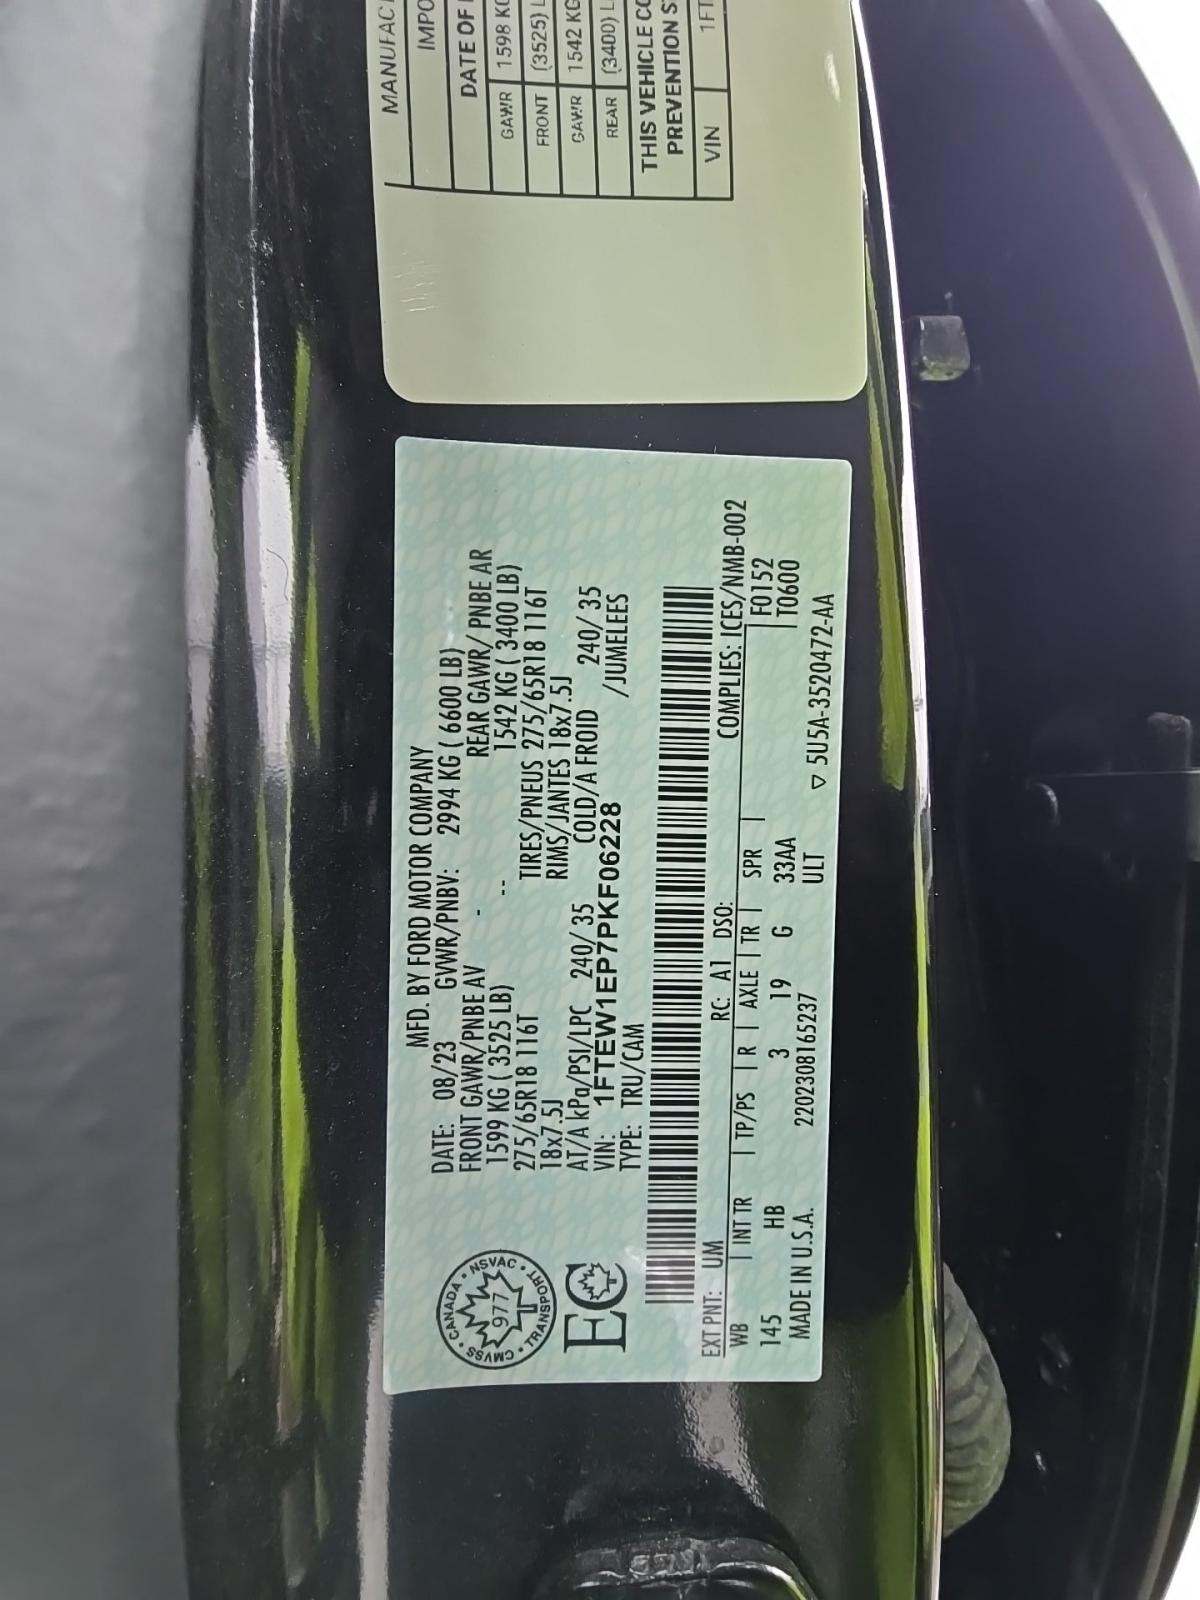 MFD. BY FORD MOTOR COMPANY
DATE: 08/23 GVWR/PNBV: 2994 KG ( 6600 LB)
FRONT GAWR/PNBE AV - REAR GAWR/ PNBE AR
1599 KG ( 3525 LB) -- 1542 KG ( 3400 LB)
275/65R18 116T TIRES/PNEUS 275/65R18 116T
18x7.5J RIMS/JANTES 18x7.5J
AT/A kPa/PSI/LPC 240/ 35 COLD/A FROID 240/ 35
VIN: 1FTEW1EP7PKF06228 /JUMELEES
TYPE: TRU/CAM
CANADA • NSVAC • TRANSPORT • CMVSS •
977
EC
COMPLIES: ICES/NMB-002
EXT PNT: UM RC: A1 DSO:
WB | INT TR | TP/PS | R | AXLE | TR | SPR | F0152
145 HB 3 19 G 33AA T0600
MADE IN U.S.A. 2202308165237 ULT
▽ 5U5A-3520472-AA
MANUFAC
IMPO
DATE OF
GAWR 1598 KG
FRONT (3525) L
GAWR 1542 KG
REAR (3400) L
THIS VEHICLE CO
PREVENTION S
VIN 1FT